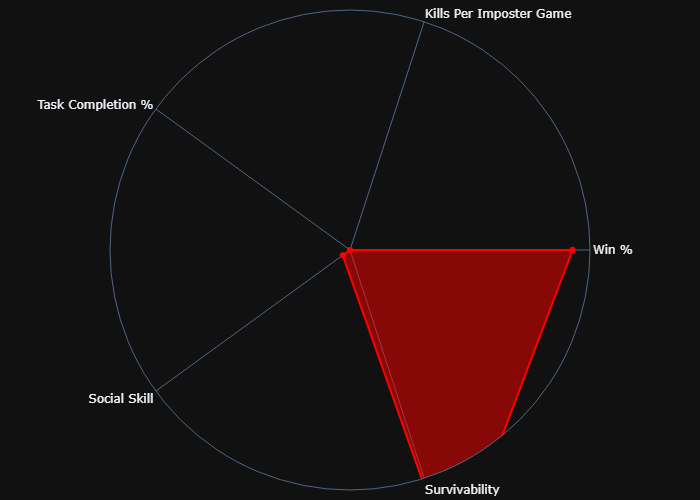 Kills Per Imposter Game
Task Completion %
Win %
Social Skill
Survivability